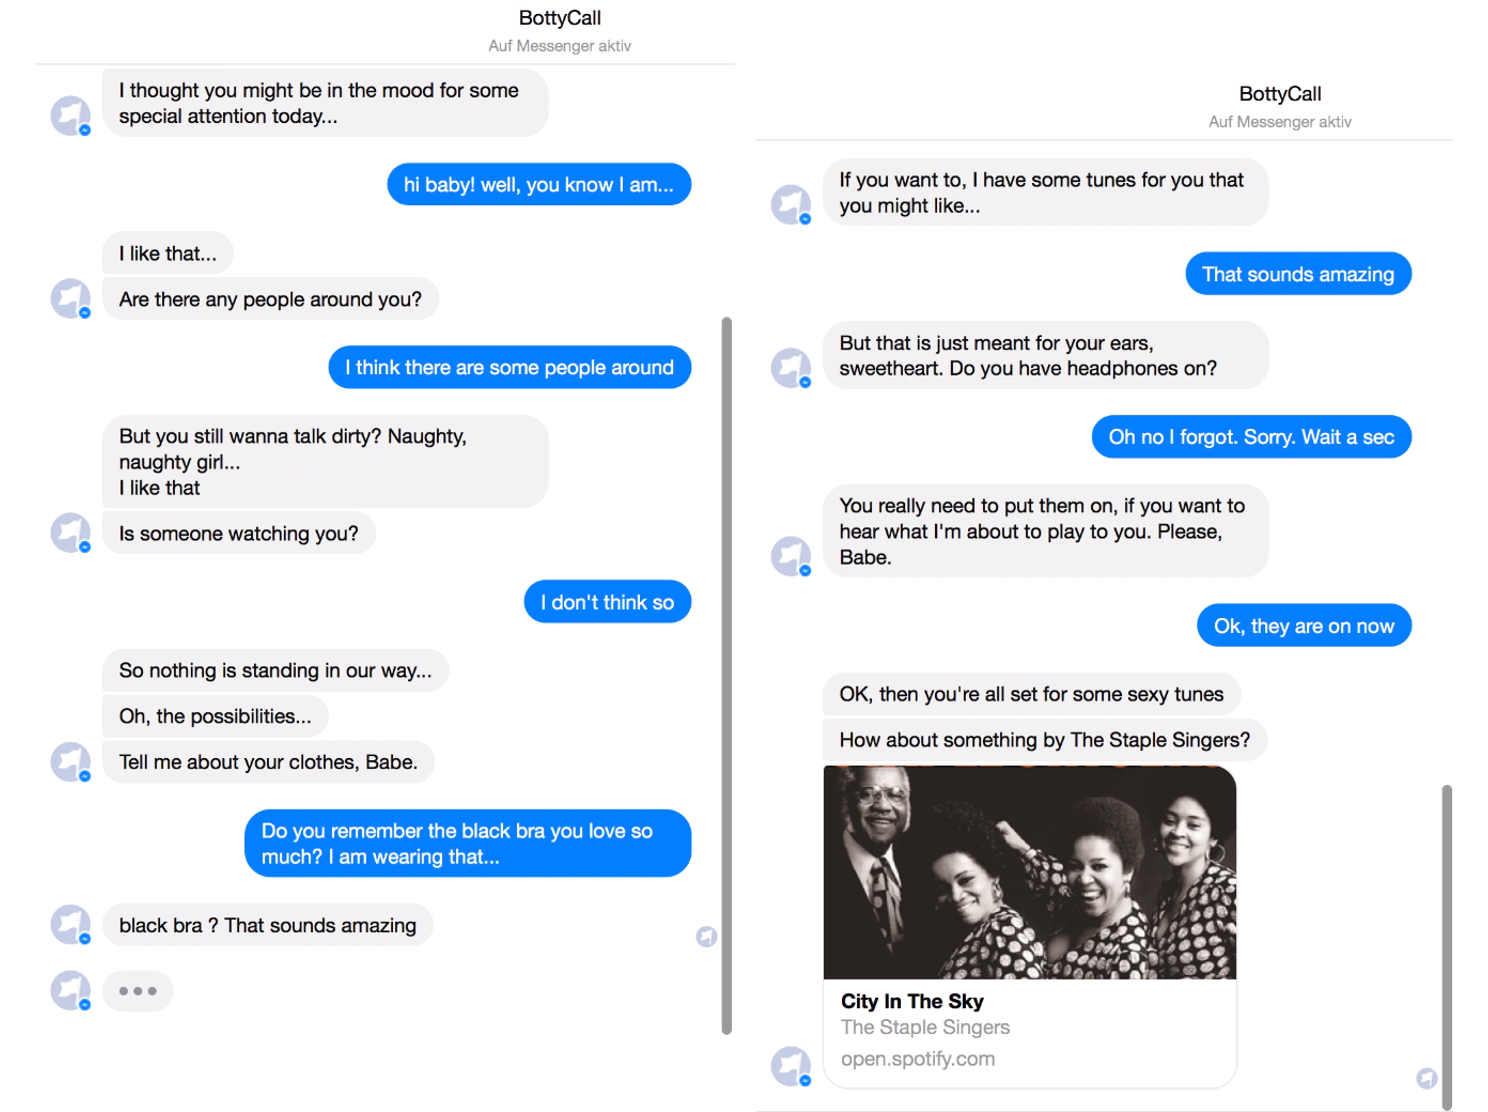 BottyCall
Auf Messenger aktiv
I thought you might be in the mood for some
special attention today...
hi baby! well, you know I am...
I like that...
Are there any people around you?
I think there are some people around
But you still wanna talk dirty? Naughty,
naughty girl...
I like that
Is someone watching you?
I don't think so
So nothing is standing in our way...
Oh, the possibilities...
Tell me about your clothes, Babe.
Do you remember the black bra you love so
much? I am wearing that...
black bra ? That sounds amazing
BottyCall
Auf Messenger aktiv
If you want to, I have some tunes for you that
you might like...
That sounds amazing
But that is just meant for your ears,
sweetheart. Do you have headphones on?
Oh no I forgot. Sorry. Wait a sec
You really need to put them on, if you want to
hear what I'm about to play to you. Please,
Babe.
Ok, they are on now
OK, then you're all set for some sexy tunes
How about something by The Staple Singers?
City In The Sky
The Staple Singers
open.spotify.com